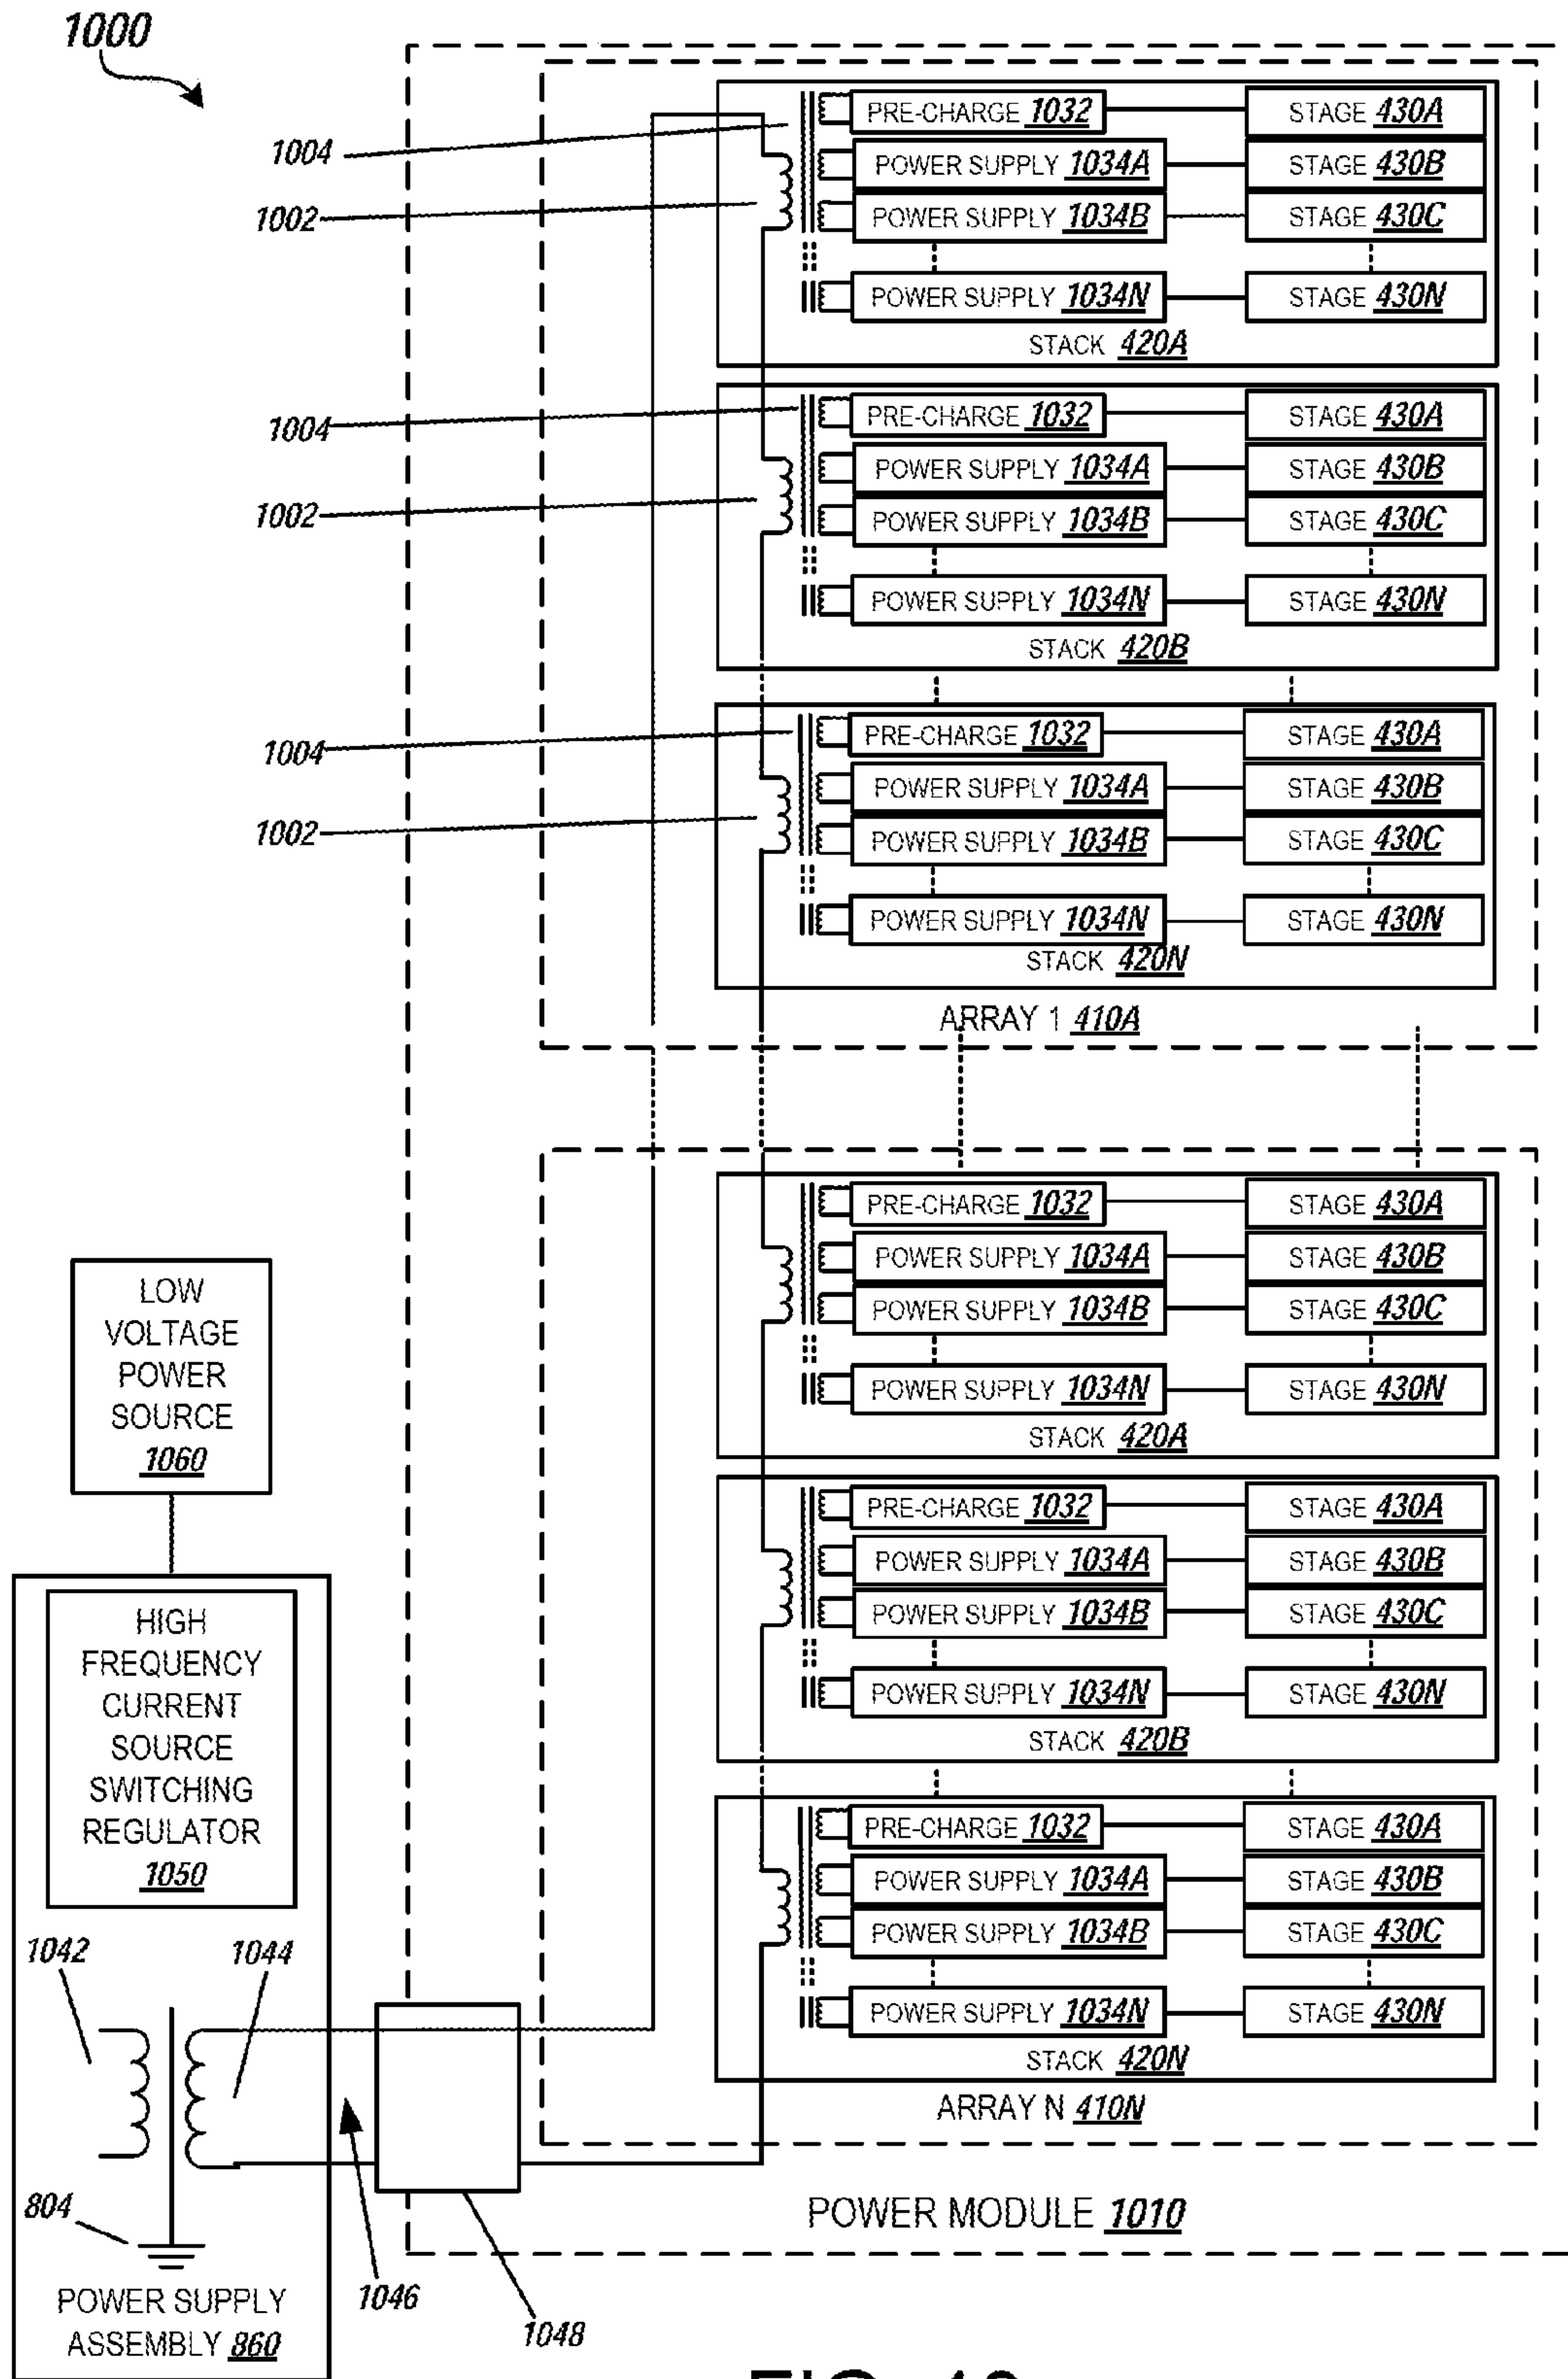 1000
1004
PRE-CHARGE 1032 STAGE 430A
POWER SUPPLY 1034A STAGE 430B
1002
POWER SUPPLY 1034B STAGE 430C
POWER SUPPLY 1034N STAGE 430N
STACK 420A
1004
PRE-CHARGE 1032 STAGE 430A
POWER SUPPLY 1034A STAGE 430B
1002
POWER SUPPLY 1034B STAGE 430C
POWER SUPPLY 1034N STAGE 430N
STACK 420B
1004
PRE-CHARGE 1032 STAGE 430A
POWER SUPPLY 1034A STAGE 430B
1002
POWER SUPPLY 1034B STAGE 430C
POWER SUPPLY 1034N STAGE 430N
STACK 420N
ARRAY 1 410A
PRE-CHARGE 1032 STAGE 430A
POWER SUPPLY 1034A STAGE 430B
POWER SUPPLY 1034B STAGE 430C
POWER SUPPLY 1034N STAGE 430N
STACK 420A
PRE-CHARGE 1032 STAGE 430A
POWER SUPPLY 1034A STAGE 430B
POWER SUPPLY 1034B STAGE 430C
POWER SUPPLY 1034N STAGE 430N
STACK 420B
PRE-CHARGE 1032 STAGE 430A
POWER SUPPLY 1034A STAGE 430B
POWER SUPPLY 1034B STAGE 430C
POWER SUPPLY 1034N STAGE 430N
STACK 420N
ARRAY N 410N
POWER MODULE 1010
LOW
VOLTAGE
POWER
SOURCE
1060
HIGH
FREQUENCY
CURRENT
SOURCE
SWITCHING
REGULATOR
1050
1042
1044
804
1046
1048
POWER SUPPLY
ASSEMBLY 860